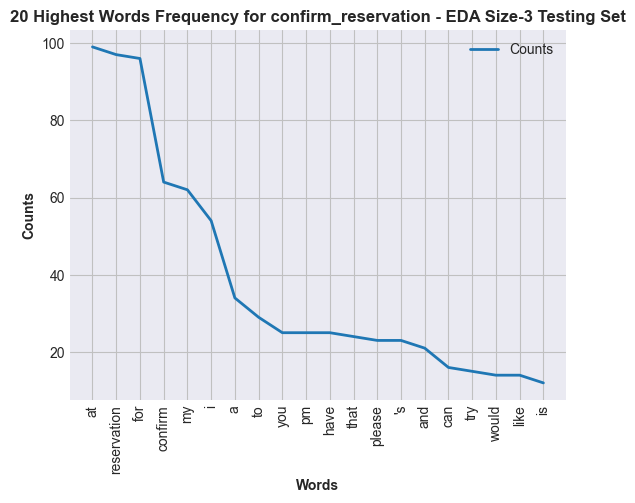 20 Highest Words Frequency for confirm_reservation - EDA Size-3 Testing Set
Counts
100
80
60
40
20
Counts
at
reservation
for
confirm
my
i
a
to
you
pm
have
that
please
's
and
can
try
would
like
is
Words